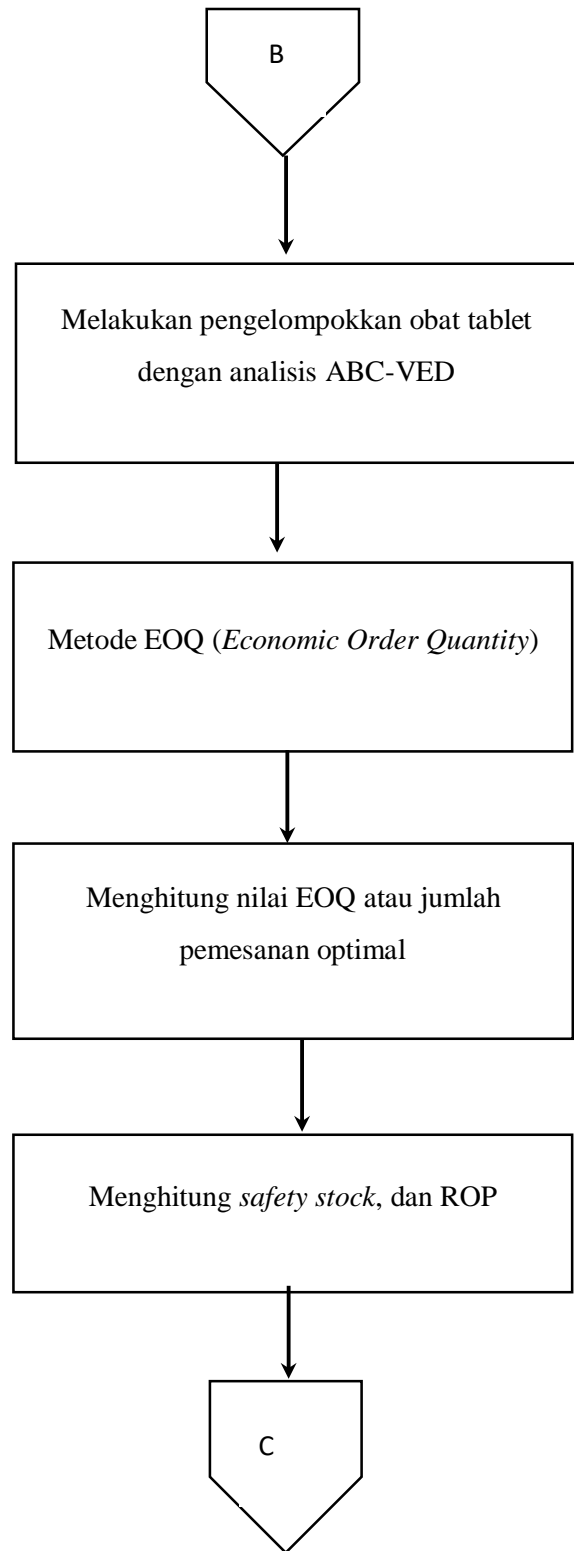 B
Melakukan pengelompokkan obat tablet
dengan analisis ABC-VED
Metode EOQ (Economic Order Quantity)
Menghitung nilai EOQ atau jumlah
pemesanan optimal
Menghitung safety stock, dan ROP
C